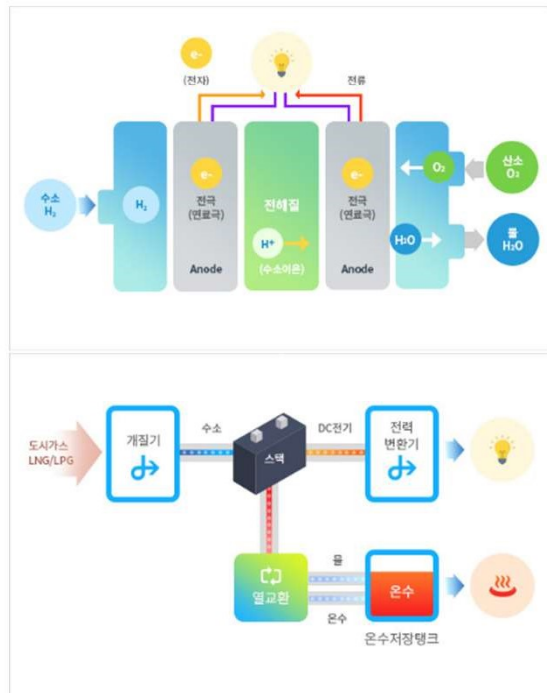 e-
(전자)
전류
수소
H₂
H₂
e-
전극
(연료극)
Anode
전해질
H⁺
(수소이온)
e-
전극
(연료극)
Anode
O₂
산소
O₂
H₂O
물
H₂O
도시가스
LNG/LPG
개질기
수소
스택
DC전기
전력
변환기
열교환
물
온수
온수
온수저장탱크